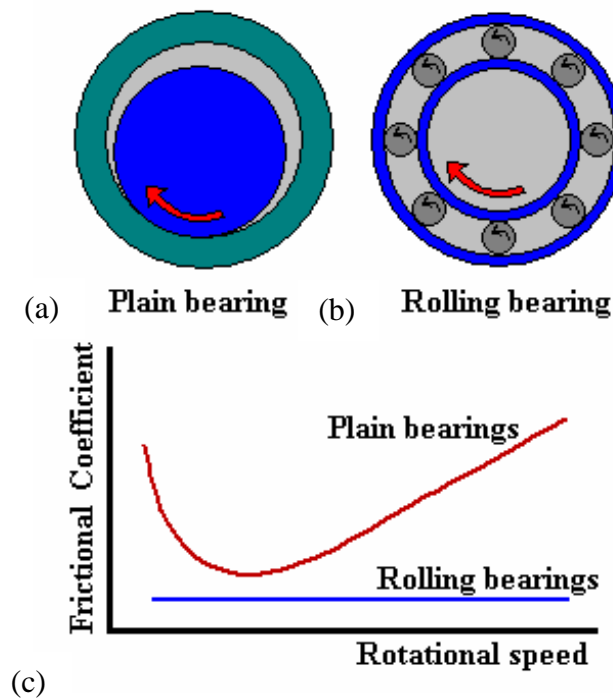 (a) Plain bearing (b) Rolling bearing
Frictional Coefficient
Plain bearings
Rolling bearings
Rotational speed
(c)